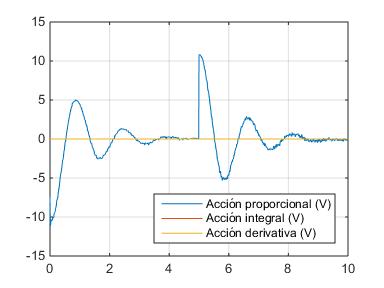 15
10
5
0
-5
-10
-15
Acción proporcional (V)
Acción integral (V)
Acción derivativa (V)
0 2 4 6 8 10